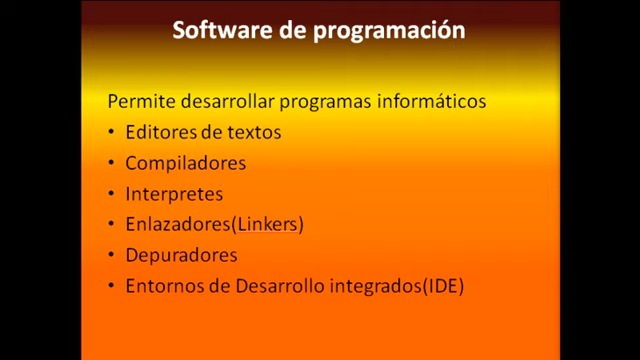 Software de programación
Permite desarrollar programas informáticos
• Editores de textos
• Compiladores
• Interpretes
• Enlazadores(Linkers)
• Depuradores
• Entornos de Desarrollo integrados(IDE)